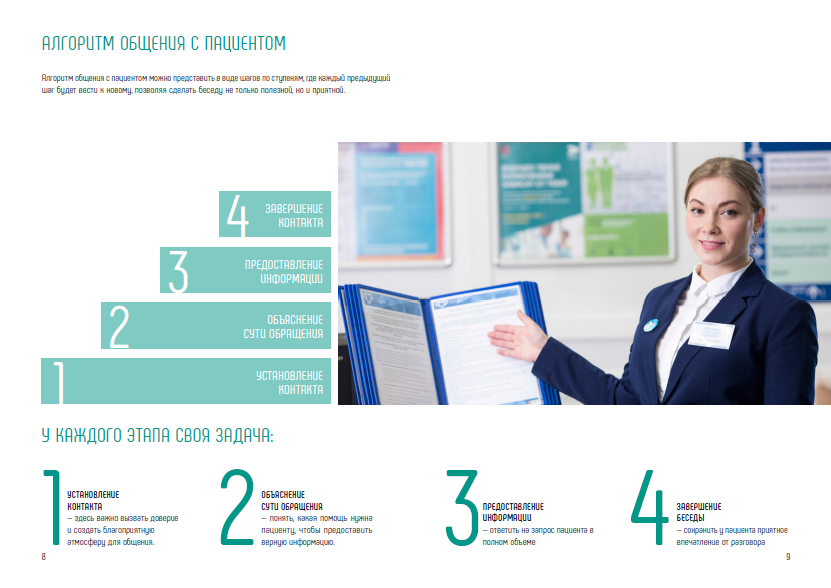 АЛГОРИТМ ОБЩЕНИЯ С ПАЦИЕНТОМ
Алгоритм общения с пациентом можно представить в виде шагов по ступеням, где каждый предыдущий
шаг будет вести к новому, позволяя сделать беседу не только полезной, но и приятной.
4 ЗАВЕРШЕНИЕ
КОНТАКТА
3 ПРЕДОСТАВЛЕНИЕ
ИНФОРМАЦИИ
2 ОБЪЯСНЕНИЕ
СУТИ ОБРАЩЕНИЯ
1 УСТАНОВЛЕНИЕ
КОНТАКТА
У КАЖДОГО ЭТАПА СВОЯ ЗАДАЧА:
1 УСТАНОВЛЕНИЕ
КОНТАКТА
– здесь важно вызвать доверие
и создать благоприятную
атмосферу для общения.
2 ОБЪЯСНЕНИЕ
СУТИ ОБРАЩЕНИЯ
– понять, какая помощь нужна
пациенту, чтобы предоставить
верную информацию.
3 ПРЕДОСТАВЛЕНИЕ
ИНФОРМАЦИИ
– ответить на запрос пациента в
полном объеме
4 ЗАВЕРШЕНИЕ
БЕСЕДЫ
– сохранить у пациента приятное
впечатление от разговора
8
9